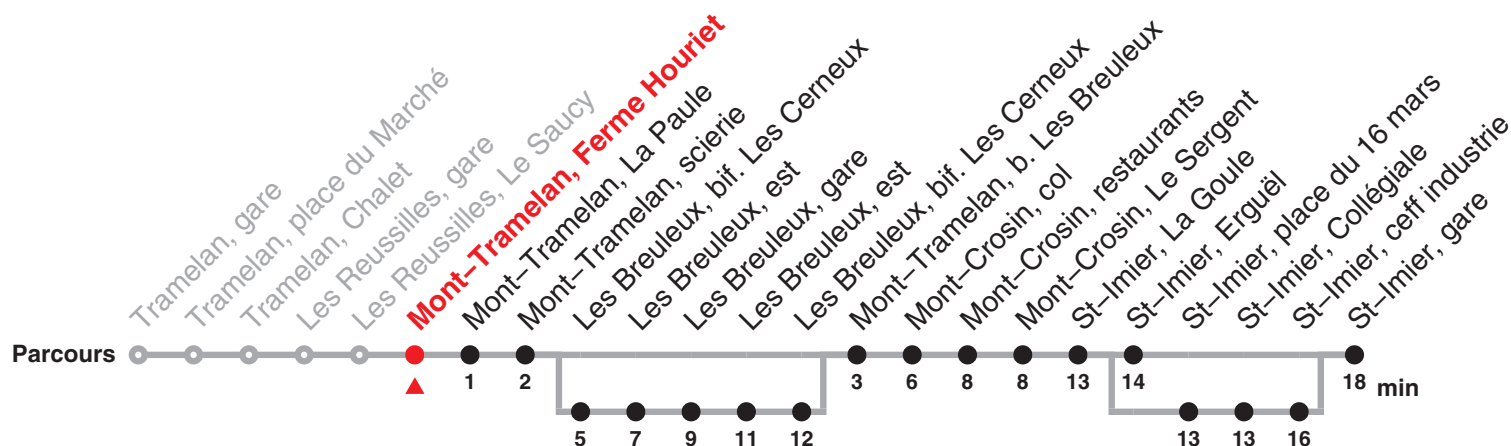 Tramelan, gare
Tramelan, place du Marché
Tramelan, Chalet
Les Reussilles, gare
Les Reussilles, Le Saucy
Mont–Tramelan, Ferme Houriet
Mont–Tramelan, La Paule
Mont–Tramelan, scierie
Les Breuleux, bif. Les Cerneux
Les Breuleux, est
Les Breuleux, gare
Les Breuleux, est
Les Breuleux, bif. Les Cerneux
Mont–Tramelan, b. Les Breuleux
Mont–Crosin, col
Mont–Crosin, restaurants
Mont–Crosin, Le Sergent
St–Imier, La Goule
St–Imier, Erguël
St–Imier, place du 16 mars
St–Imier, Collégiale
St–Imier, ceff industrie
St–Imier, gare
Parcours
1 2 3 6 8 8 13 14 18 min
5 7 9 11 12 13 13 16